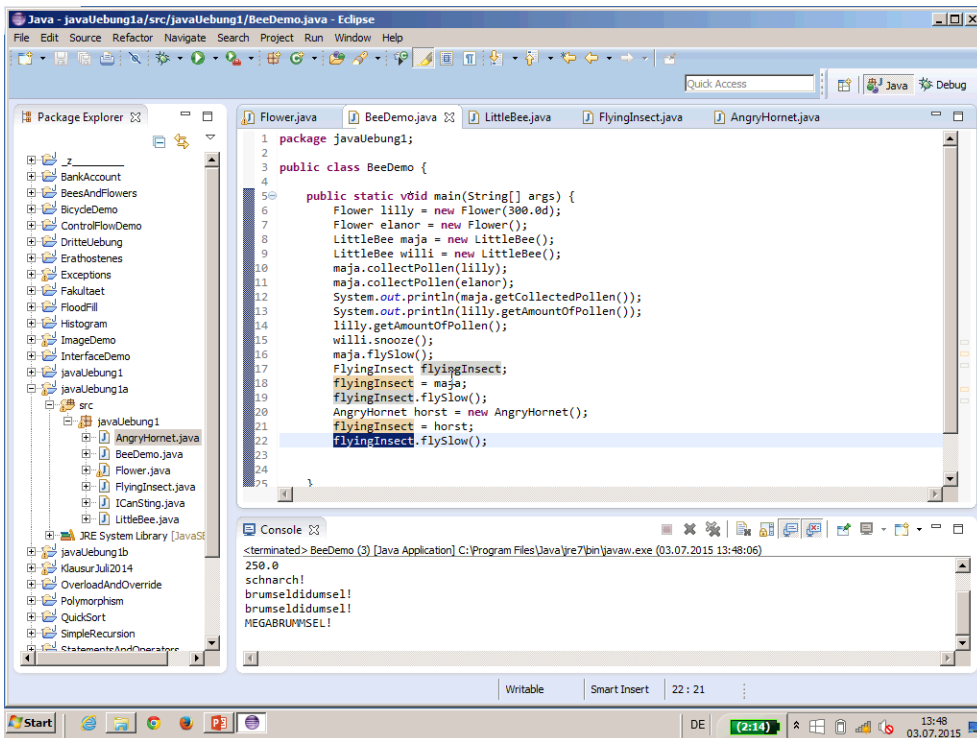 Java - javaUebung1a/src/javaUebung1/BeeDemo.java - Eclipse
File Edit Source Refactor Navigate Search Project Run Window Help
Quick Access
Java
Debug
Package Explorer
_z_________
BankAccount
BeesAndFlowers
BicycleDemo
ControlFlowDemo
DritteUebung
Erathostenes
Exceptions
Fakultaet
FloodFill
Histogram
ImageDemo
InterfaceDemo
javaUebung1
javaUebung1a
src
javaUebung1
AngryHornet.java
BeeDemo.java
Flower.java
FlyingInsect.java
ICanSting.java
LittleBee.java
JRE System Library [JavaSE
javaUebung1b
KlausurJuli2014
OverloadAndOverride
Polymorphism
QuickSort
SimpleRecursion
StatementsAndOperators
Flower.java BeeDemo.java LittleBee.java FlyingInsect.java AngryHornet.java
1 package javaUebung1;
2
3 public class BeeDemo {
4
5 public static void main(String[] args) {
6 Flower lilly = new Flower(300.0d);
7 Flower elanor = new Flower();
8 LittleBee maja = new LittleBee();
9 LittleBee willi = new LittleBee();
10 maja.collectPollen(lilly);
11 maja.collectPollen(elanor);
12 System.out.println(maja.getCollectedPollen());
13 System.out.println(lilly.getAmountOfPollen());
14 lilly.getAmountOfPollen();
15 willi.snooze();
16 maja.flySlow();
17 FlyingInsect flyingInsect;
18 flyingInsect = maja;
19 flyingInsect.flySlow();
20 AngryHornet horst = new AngryHornet();
21 flyingInsect = horst;
22 flyingInsect.flySlow();
23
24
25 }
Console
<terminated> BeeDemo (3) [Java Application] C:\Program Files\Java\jre7\bin\javaw.exe (03.07.2015 13:48:06)
250.0
schnarch!
brumseldidumsel!
brumseldidumsel!
MEGABRUMMSEL!
Writable Smart Insert 22 : 21
Start
DE (2:14) 13:48
03.07.2015